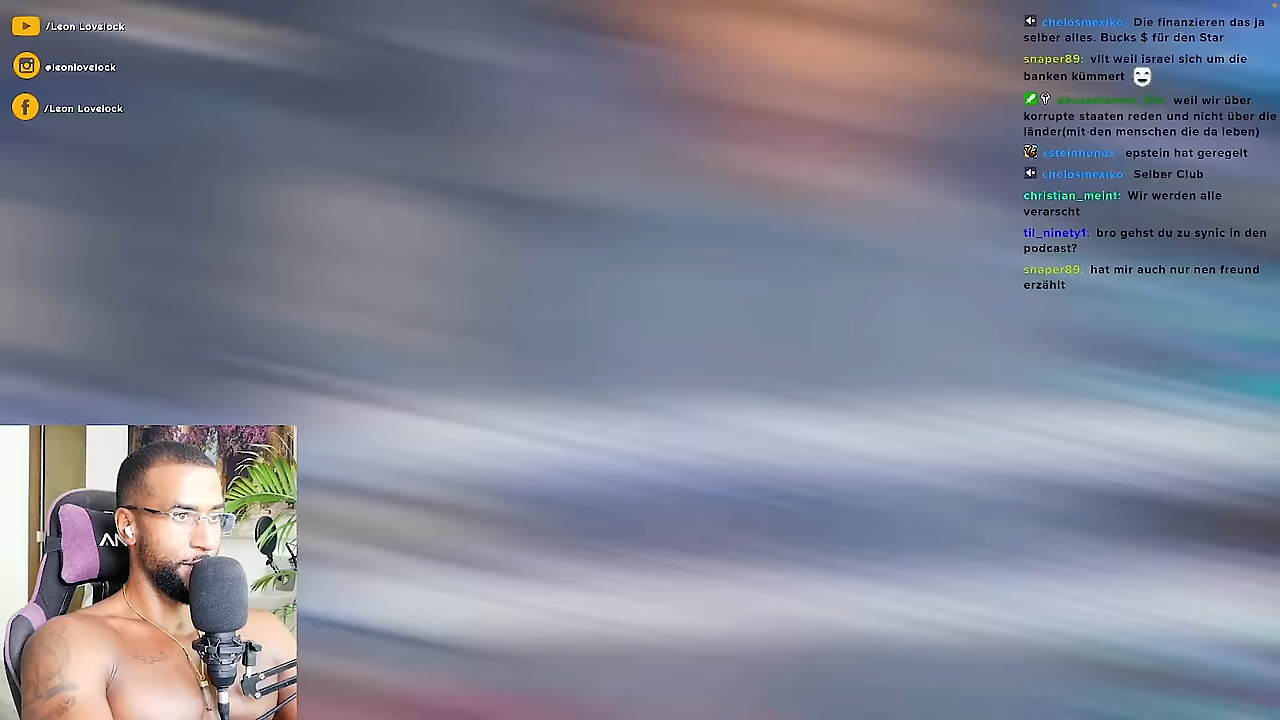 /Leon Lovelock
@leonlovelock
/Leon Lovelock
chelosmexiko Die finanzieren das ja
selber alles. Bucks $ für den Star
snaper89: vllt weil israel sich um die
banken kümmert
weil wir über
korrupte staaten reden und nicht über die
länder(mit den menschen die da leben)
xsteinhunux epstein hat geregelt
chelosmexiko Selber Club
christian_meint: Wir werden alle
verarscht
til_ninety1: bro gehst du zu synic in den
podcast?
snaper89: hat mir auch nur nen freund
erzählt
AN